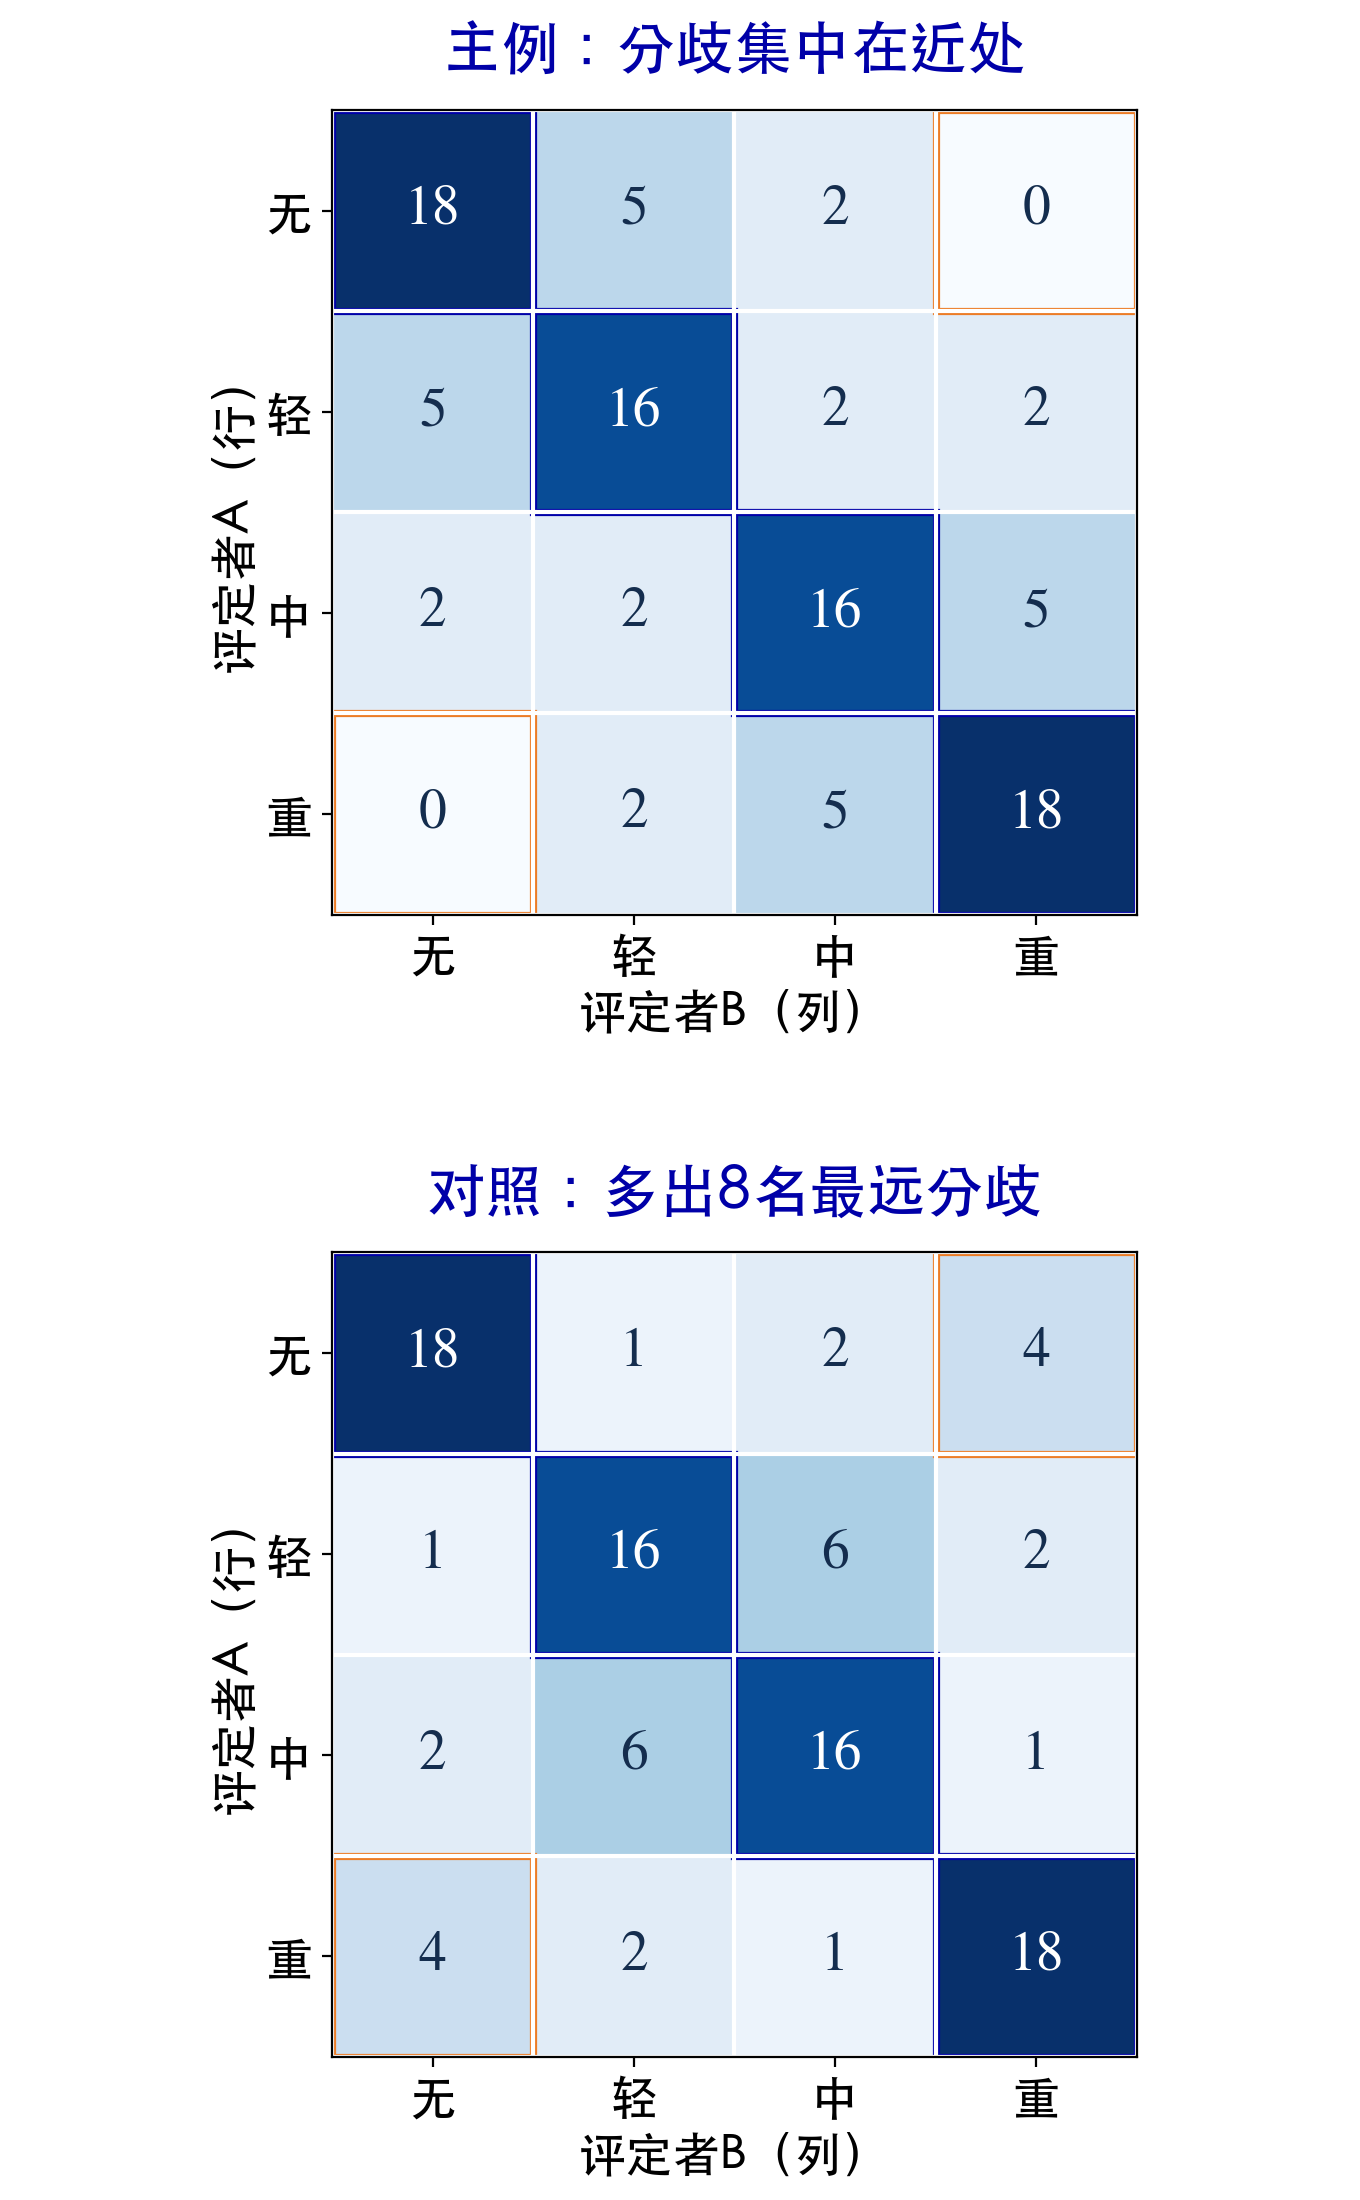 主例：分歧集中在近处
无 18 5 2 0
轻 5 16 2 2
中 2 2 16 5
重 0 2 5 18
无 轻 中 重
评定者A（行）
评定者B（列）
对照：多出8名最远分歧
无 18 1 2 4
轻 1 16 6 2
中 2 6 16 1
重 4 2 1 18
无 轻 中 重
评定者A（行）
评定者B（列）